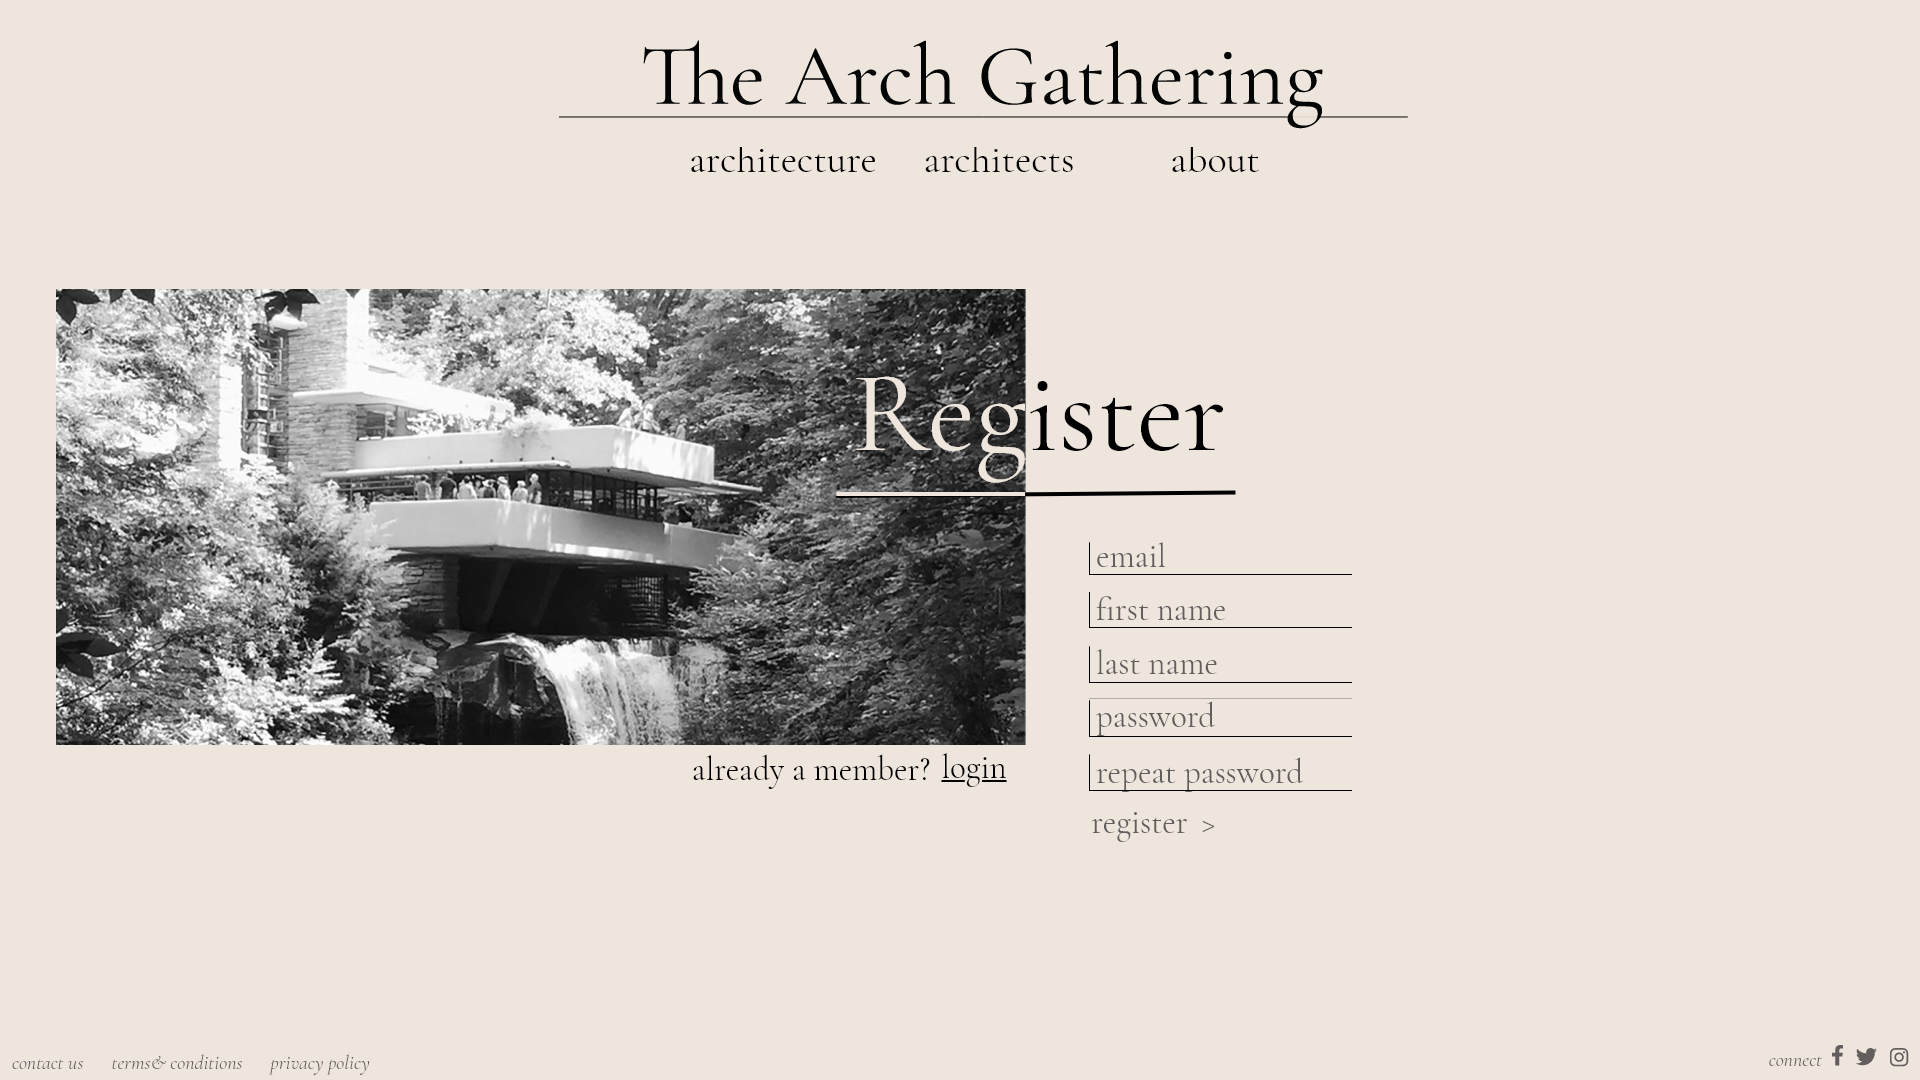 The Arch Gathering
architecture architects about
Register
email
first name
last name
password
repeat password
already a member? login
register >
contact us terms& conditions privacy policy
connect